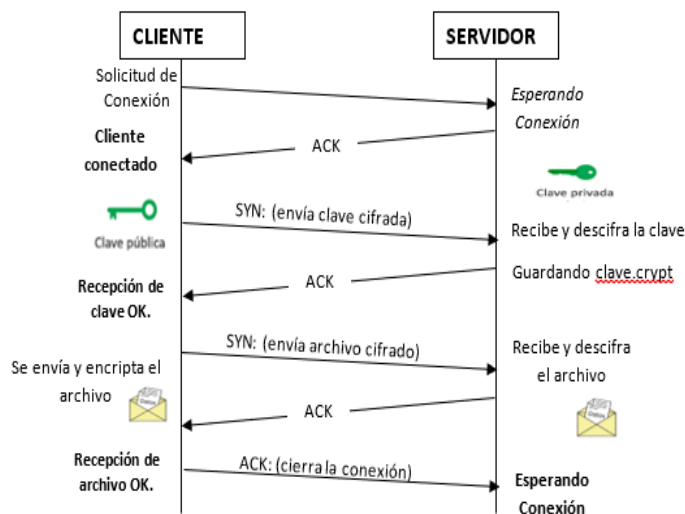 CLIENTE
SERVIDOR
Solicitud de
Conexión
Esperando
Conexión
Cliente
conectado
ACK
Clave privada
Clave pública
SYN: (envía clave cifrada)
Recibe y descifra la clave
Guardando clave.crypt
Recepción de
clave OK.
ACK
SYN: (envía archivo cifrado)
Recibe y descifra
el archivo
Se envía y encripta el
archivo
ACK
Recepción de
archivo OK.
ACK: (cierra la conexión)
Esperando
Conexión